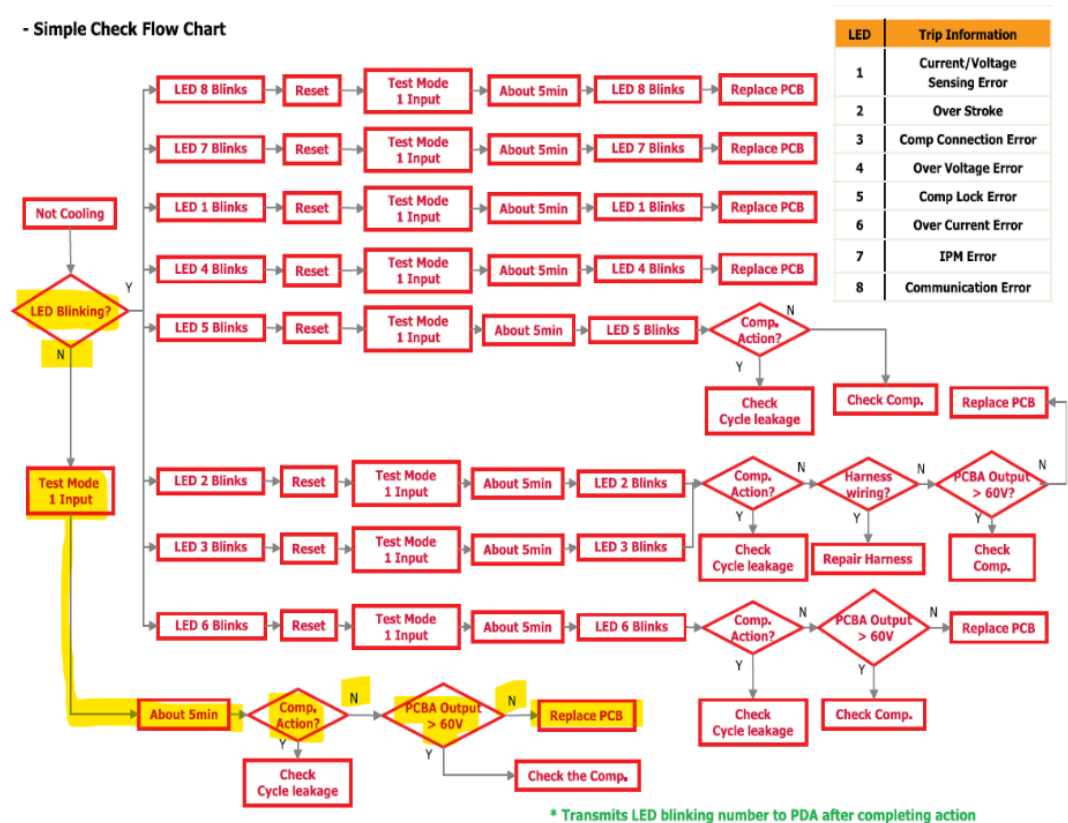 - Simple Check Flow Chart
LED Trip Information
1 Current/Voltage
Sensing Error
2 Over Stroke
3 Comp Connection Error
4 Over Voltage Error
5 Comp Lock Error
6 Over Current Error
7 IPM Error
8 Communication Error
Not Cooling
LED Blinking?
Y
N
LED 8 Blinks
Reset
Test Mode
1 Input
About 5min
LED 8 Blinks
Replace PCB
LED 7 Blinks
Reset
Test Mode
1 Input
About 5min
LED 7 Blinks
Replace PCB
LED 1 Blinks
Reset
Test Mode
1 Input
About 5min
LED 1 Blinks
Replace PCB
LED 4 Blinks
Reset
Test Mode
1 Input
About 5min
LED 4 Blinks
Replace PCB
LED 5 Blinks
Reset
Test Mode
1 Input
About 5min
LED 5 Blinks
Comp.
Action?
N
Y
Check
Cycle leakage
Check Comp.
LED 2 Blinks
Reset
Test Mode
1 Input
About 5min
LED 2 Blinks
LED 3 Blinks
Reset
Test Mode
1 Input
About 5min
LED 3 Blinks
Comp.
Action?
N
Y
Check
Cycle leakage
Harness
wiring?
N
Y
Repair Harness
PCBA Output
> 60V?
N
Y
Check
Comp.
Replace PCB
LED 6 Blinks
Reset
Test Mode
1 Input
About 5min
LED 6 Blinks
Comp.
Action?
N
Y
Check
Cycle leakage
PCBA Output
> 60V
N
Y
Check Comp.
Replace PCB
Test Mode
1 Input
About 5min
Comp.
Action?
N
Y
Check
Cycle leakage
PCBA Output
> 60V
N
Y
Replace PCB
Check the Comp.
* Transmits LED blinking number to PDA after completing action